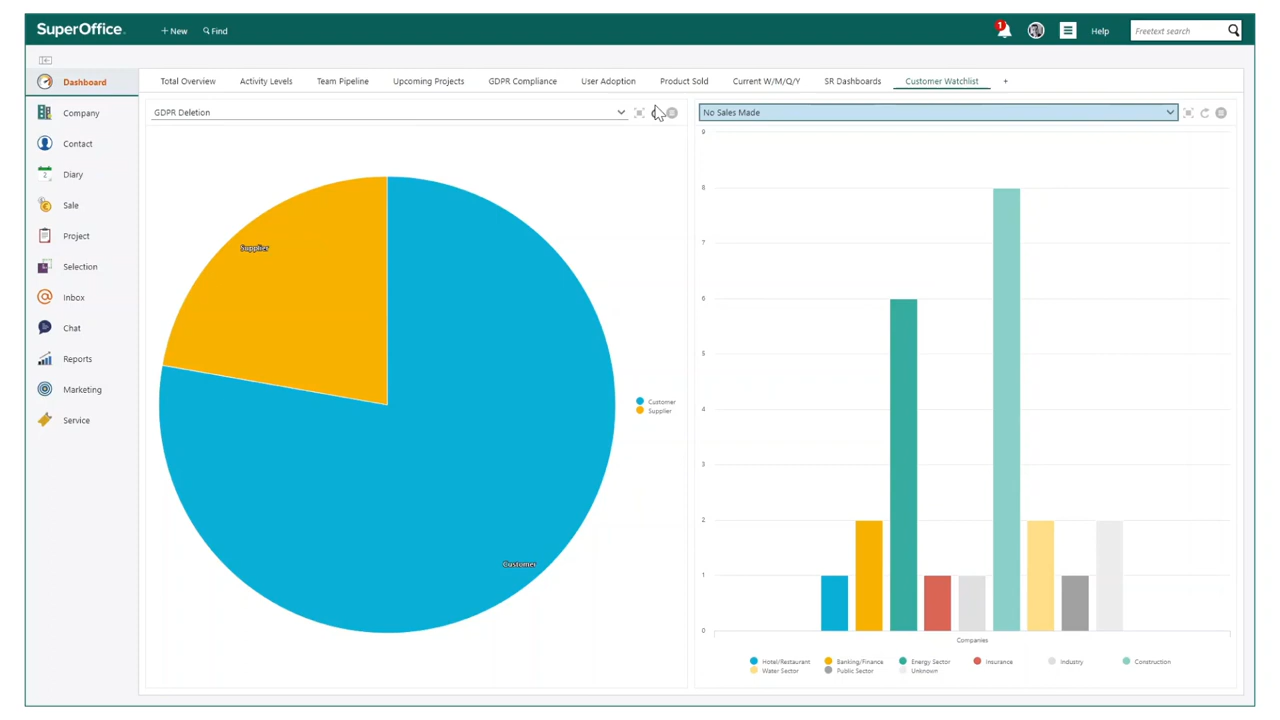 SuperOffice.
+ New
Find
1
Help
Freetext search
Dashboard
Total Overview
Activity Levels
Team Pipeline
Upcoming Projects
GDPR Compliance
User Adoption
Product Sold
Current W/M/Q/Y
SR Dashboards
Customer Watchlist
+
Company
Contact
2
Diary
Sale
Project
Selection
Inbox
Chat
Reports
Marketing
Service
GDPR Deletion
Supplier
Customer
Customer
Supplier
No Sales Made
9
8
7
6
5
4
3
2
1
0
Companies
Hotel/Restaurant
Banking/Finance
Energy Sector
Insurance
Industry
Construction
Water Sector
Public Sector
Unknown